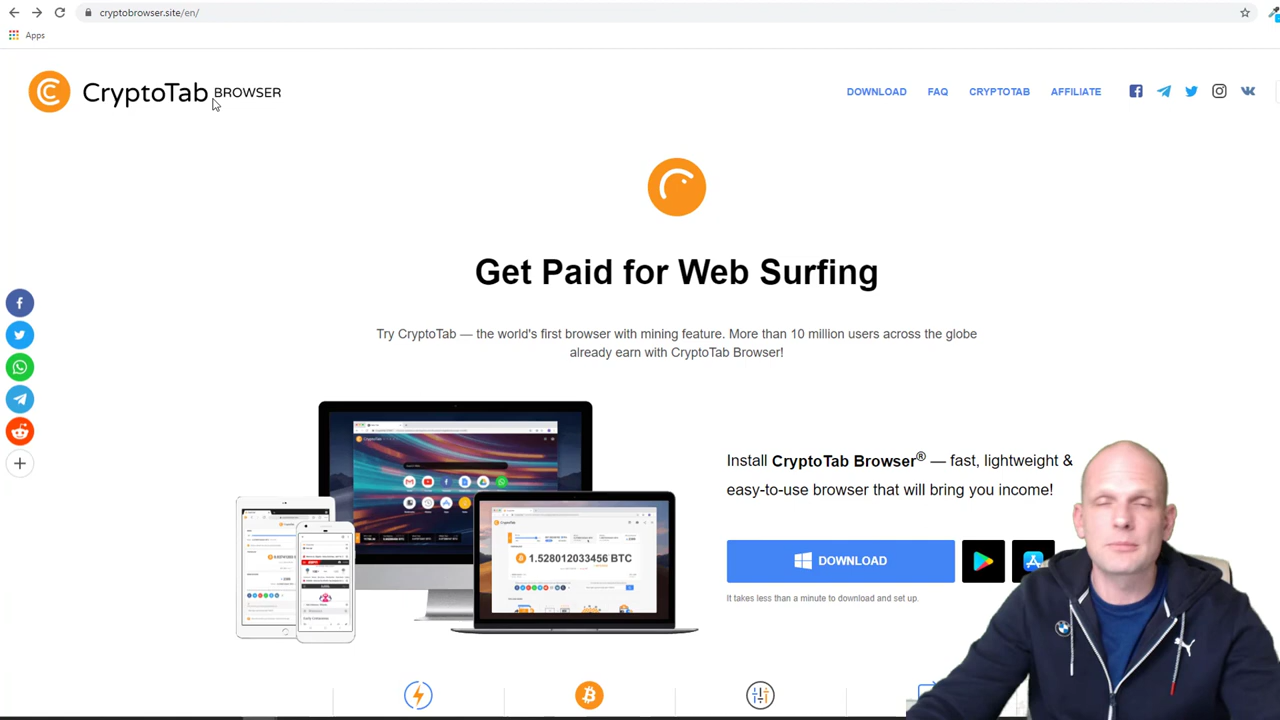 cryptobrowser.site/en/
Apps
CryptoTab BROWSER
DOWNLOAD FAQ CRYPTOTAB AFFILIATE
Get Paid for Web Surfing
Try CryptoTab — the world's first browser with mining feature. More than 10 million users across the globe
already earn with CryptoTab Browser!
1.528012033456 BTC
Install CryptoTab Browser® — fast, lightweight &
easy-to-use browser that will bring you income!
DOWNLOAD
It takes less than a minute to download and set up.